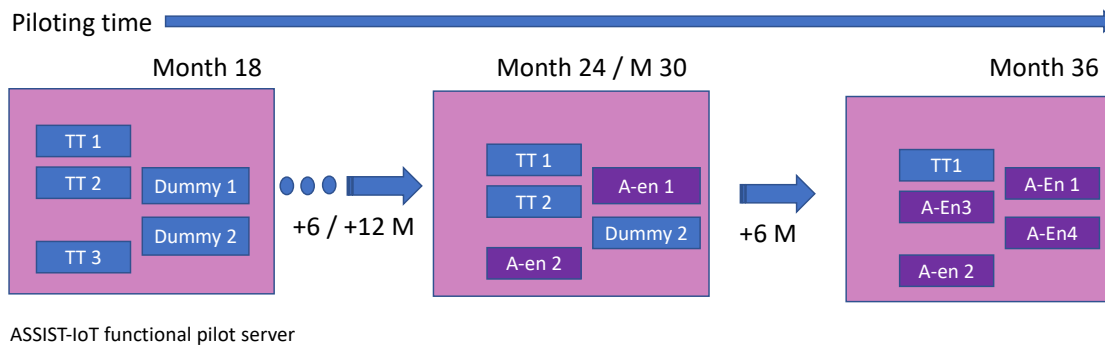 Piloting time
Month 18
Month 24 / M 30
Month 36
TT 1
TT 2
Dummy 1
Dummy 2
TT 3
+6 / +12 M
TT 1
A-en 1
TT 2
Dummy 2
A-en 2
+6 M
TT1
A-En 1
A-En3
A-En4
A-en 2
ASSIST-IoT functional pilot server